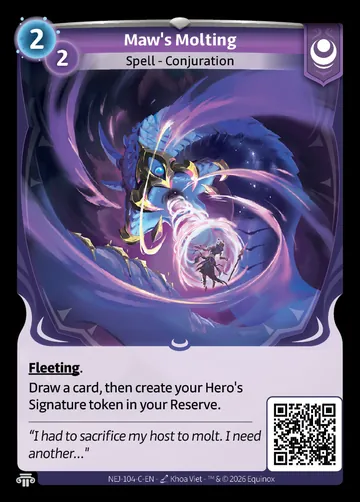 2
Maw's Molting
2
Spell - Conjuration
Fleeting.
Draw a card, then create your Hero's
Signature token in your Reserve.
“I had to sacrifice my host to molt. I need
another...”
NEJ-104-C-EN - Khoa Viet - ™ & © 2026 Equinox